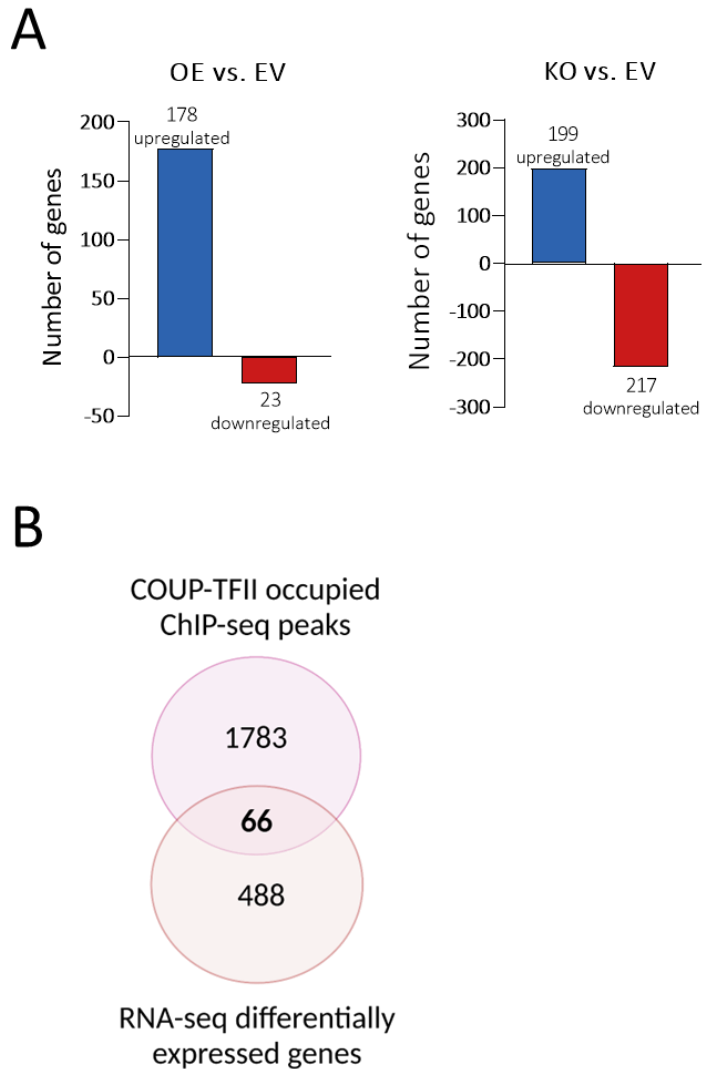 A
OE vs. EV
Number of genes
200
150
100
50
0
-50
178
upregulated
23
downregulated
KO vs. EV
Number of genes
300
200
100
0
-100
-200
-300
199
upregulated
217
downregulated
B
COUP-TFII occupied
ChIP-seq peaks
1783
66
488
RNA-seq differentially
expressed genes